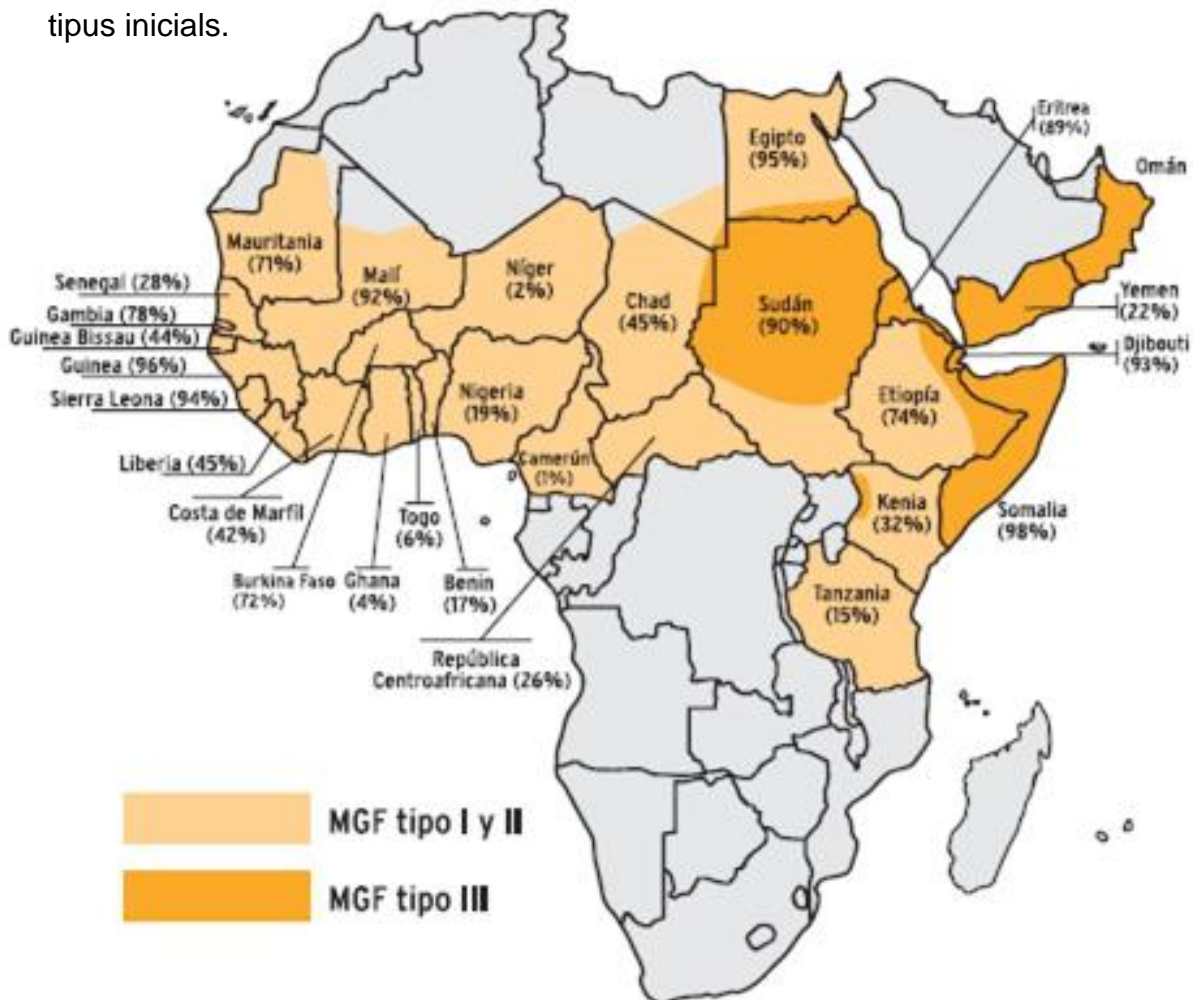 tipus inicials.
Eritrea
(89%)
Egipto
(95%)
Omán
Mauritania
(71%)
Malí
(92%)
Níger
(2%)
Chad
(45%)
Sudán
(90%)
Senegal (28%)
Gambia (78%)
Guinea Bissau (44%)
Guinea (96%)
Sierra Leona (94%)
Yemen
(22%)
Djibouti
(93%)
Nigeria
(19%)
Etiopía
(74%)
Liberia (45%)
Camerún
(1%)
Costa de Marfil
(42%)
Togo
(6%)
Kenia
(32%)
Somalia
(98%)
Burkina Faso
(72%)
Ghana
(4%)
Benin
(17%)
Tanzania
(15%)
República
Centroafricana (26%)
MGF tipo I y II
MGF tipo III